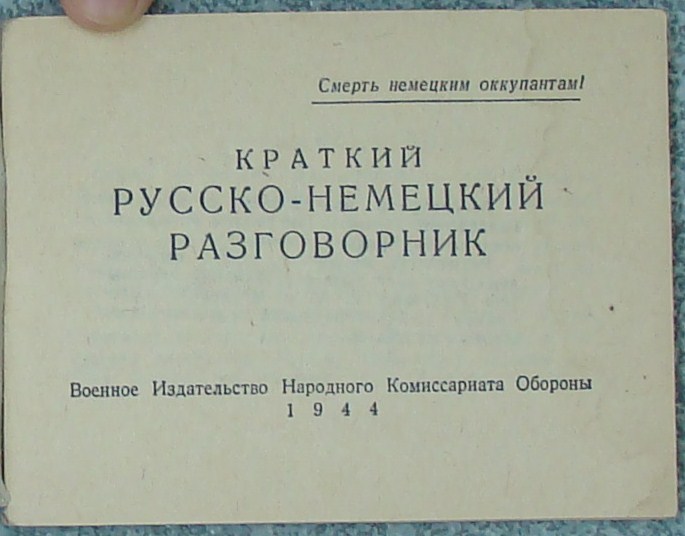 Смерть немецким оккупантам!
КРАТКИЙ
РУССКО-НЕМЕЦКИЙ
РАЗГОВОРНИК
Военное Издательство Народного Комиссариата Обороны
1944